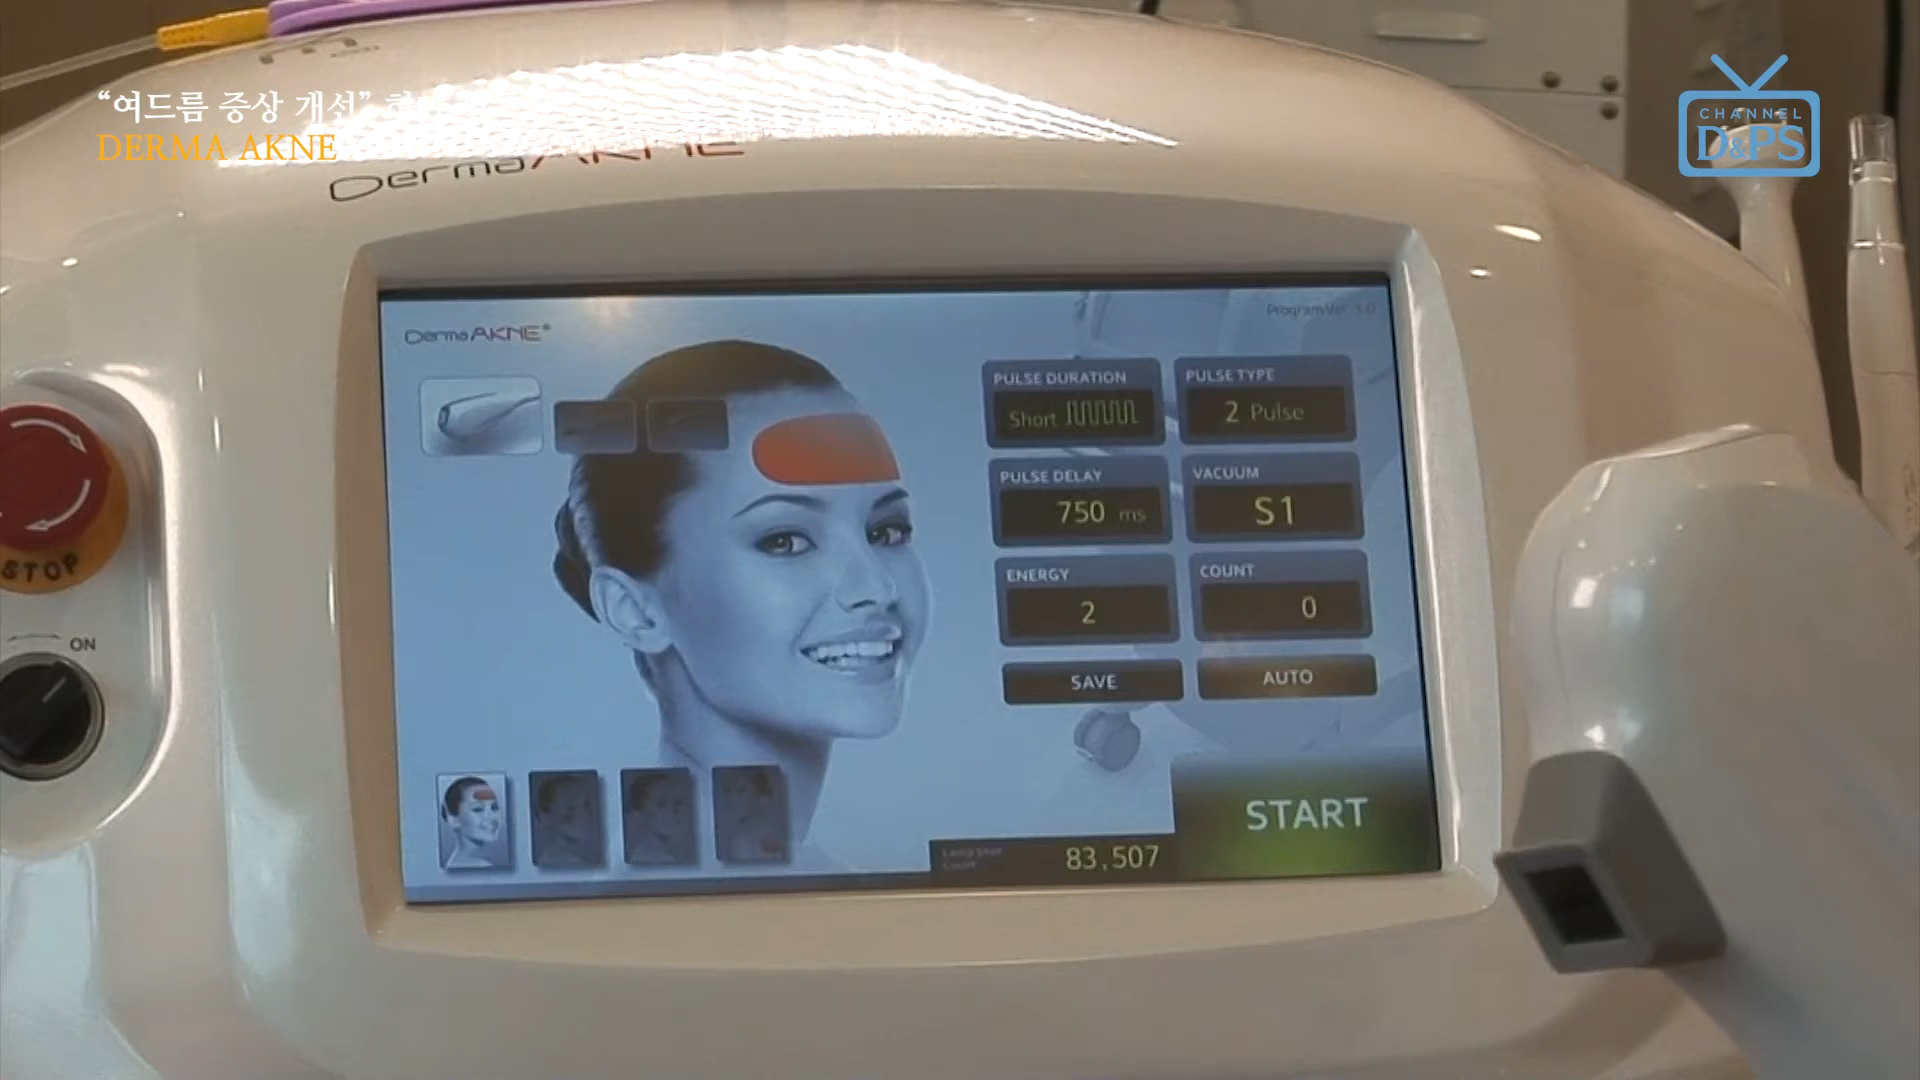 “여드름 증상 개선”
DERMA AKNE
CHANNEL
D&PS
DermaAKNE
DermaAKNE®
Program Ver 1.0
PULSE DURATION
Short
PULSE TYPE
2 Pulse
PULSE DELAY
750 ms
VACUUM
S1
ENERGY
2
COUNT
0
SAVE
AUTO
START
83,507
STOP
ON